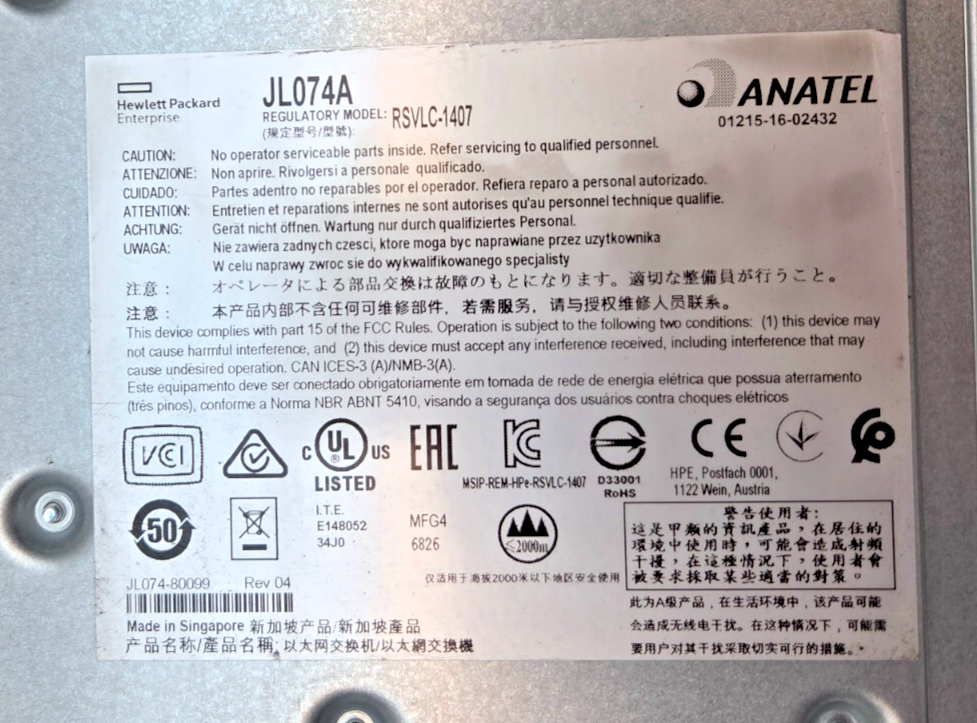 Hewlett Packard
Enterprise
JL074A
REGULATORY MODEL: RSVLC-1407
(规定型号/型號):
ANATEL
01215-16-02432
CAUTION: No operator serviceable parts inside. Refer servicing to qualified personnel.
ATTENZIONE: Non aprire. Rivolgersi a personale qualificado.
CUIDADO: Partes adentro no reparables por el operador. Refiera reparo a personal autorizado.
ATTENTION: Entretien et reparations internes ne sont autorises qu'au personnel technique qualifie.
ACHTUNG: Gerät nicht öffnen. Wartung nur durch qualifiziertes Personal.
UWAGA: Nie zawiera zadnych czesci, ktore moga byc naprawiane przez uzytkownika
W celu naprawy zwroc sie do wykwalifikowanego specjalisty
注意： オペレータによる部品交換は故障のもとになります。適切な整備員が行うこと。
注意： 本产品内部不含任何可维修部件，若需服务，请与授权维修人员联系。
This device complies with part 15 of the FCC Rules. Operation is subject to the following two conditions: (1) this device may
not cause harmful interference, and (2) this device must accept any interference received, including interference that may
cause undesired operation. CAN ICES-3 (A)/NMB-3(A).
Este equipamento deve ser conectado obrigatoriamente em tomada de rede de energia elétrica que possua aterramento
(três pinos), conforme a Norma NBR ABNT 5410, visando a segurança dos usuários contra choques elétricos
VCI
C UL ® US
LISTED
EAC
KC
MSIP-REM-HPe-RSVLC-1407
D33001
RoHS
CE
HPE, Postfach 0001,
1122 Wein, Austria
50
I.T.E.
E148052
34J0
MFG4
6826
≤2000m
仅适用于海拔2000米以下地区安全使用
警告使用者：
這是甲類的資訊產品，在居住的
環境中使用時，可能會造成射頻
干擾，在這種情況下，使用者會
被要求採取某些適當的對策。
JL074-80099 Rev 04
Made in Singapore 新加坡产品/新加坡產品
产品名称/產品名稱: 以太网交换机/以太網交換機
此为A级产品，在生活环境中，该产品可能
会造成无线电干扰。在这种情况下，可能需
要用户对其干扰采取切实可行的措施。